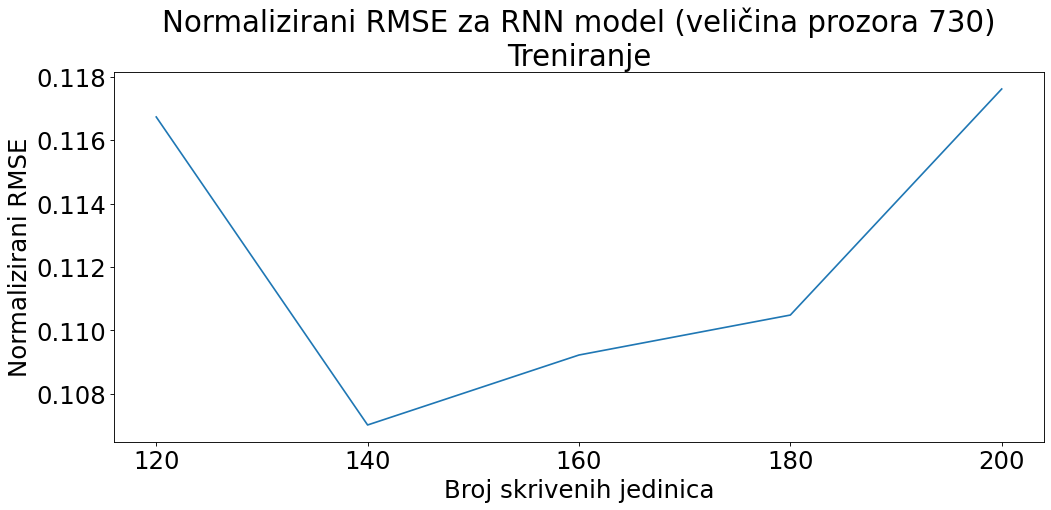 Normalizirani RMSE za RNN model (veličina prozora 730)
Treniranje
0.118
0.116
0.114
0.112
0.110
0.108
Normalizirani RMSE
120 140 160 180 200
Broj skrivenih jedinica